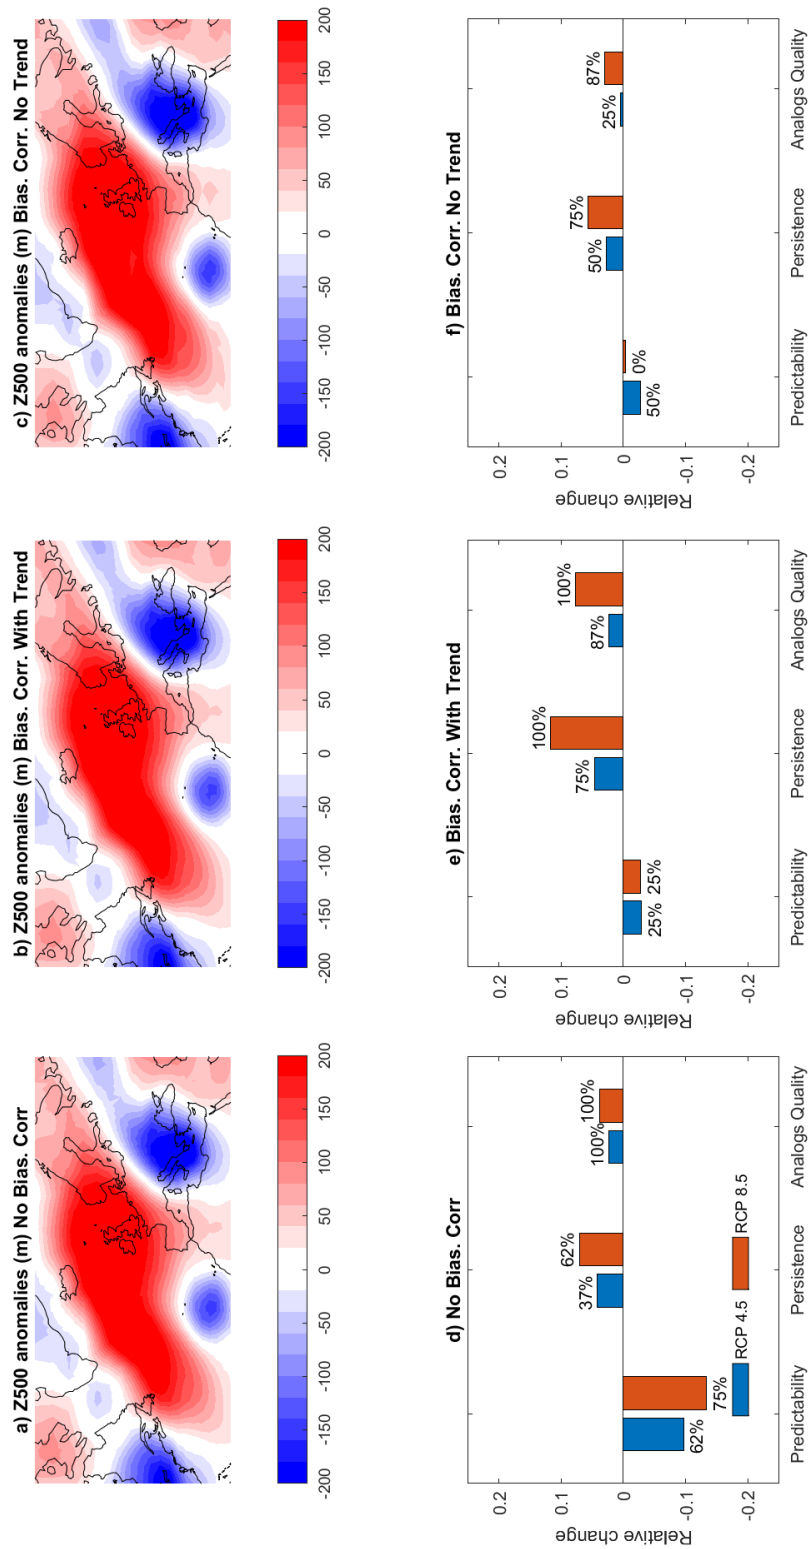 a) Z500 anomalies (m) No Bias. Corr
-200 -150 -100 -50 0 50 100 150 200
b) Z500 anomalies (m) Bias. Corr. With Trend
-200 -150 -100 -50 0 50 100 150 200
c) Z500 anomalies (m) Bias. Corr. No Trend
-200 -150 -100 -50 0 50 100 150 200
d) No Bias. Corr
Relative change
0.2
0.1
0
-0.1
-0.2
62% 75%
37% 62%
100% 100%
RCP 4.5 RCP 8.5
Predictability Persistence Analogs Quality
e) Bias. Corr. With Trend
Relative change
0.2
0.1
0
-0.1
-0.2
25% 25%
75% 100%
87% 100%
Predictability Persistence Analogs Quality
f) Bias. Corr. No Trend
Relative change
0.2
0.1
0
-0.1
-0.2
50% 0%
50% 75%
25% 87%
Predictability Persistence Analogs Quality